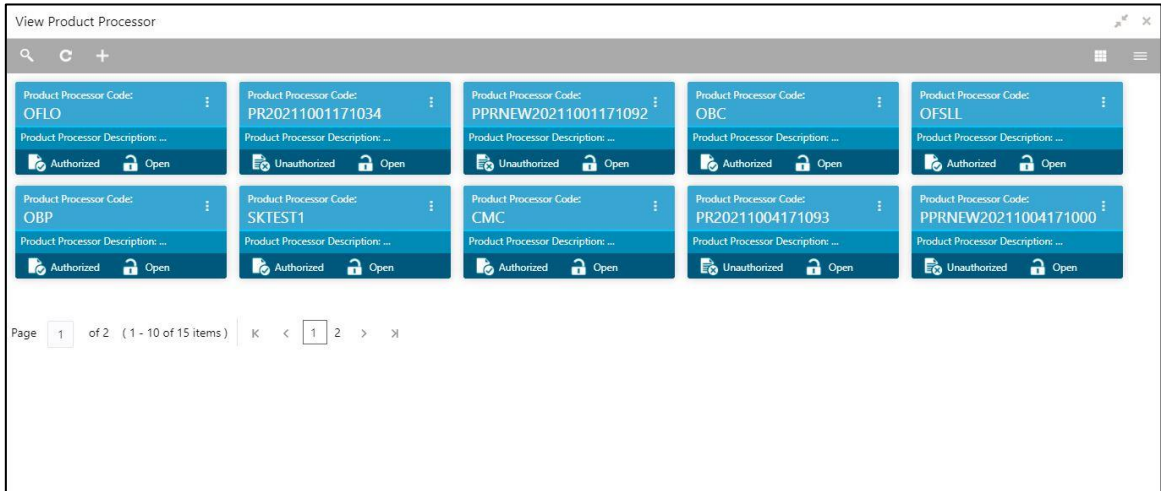 View Product Processor
Product Processor Code:
OFLO
Product Processor Description: ...
Authorized Open
Product Processor Code:
PR20211001171034
Product Processor Description: ...
Unauthorized Open
Product Processor Code:
PPRNEW20211001171092
Product Processor Description: ...
Unauthorized Open
Product Processor Code:
OBC
Product Processor Description: ...
Authorized Open
Product Processor Code:
OFSLL
Product Processor Description: ...
Authorized Open
Product Processor Code:
OBP
Product Processor Description: ...
Authorized Open
Product Processor Code:
SKTEST1
Product Processor Description: ...
Authorized Open
Product Processor Code:
CMC
Product Processor Description: ...
Authorized Open
Product Processor Code:
PR20211004171093
Product Processor Description: ...
Unauthorized Open
Product Processor Code:
PPRNEW20211004171000
Product Processor Description: ...
Unauthorized Open
Page 1 of 2 ( 1 - 10 of 15 items ) 1 2